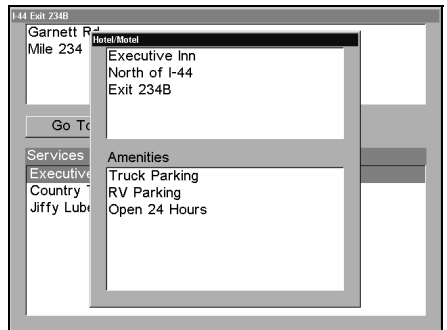 I-44 Exit 234B
Garnett Rd
Mile 234
Hotel/Motel
Executive Inn
North of I-44
Exit 234B
Go To
Services
Amenities
Executive
Truck Parking
Country
RV Parking
Jiffy Lube
Open 24 Hours